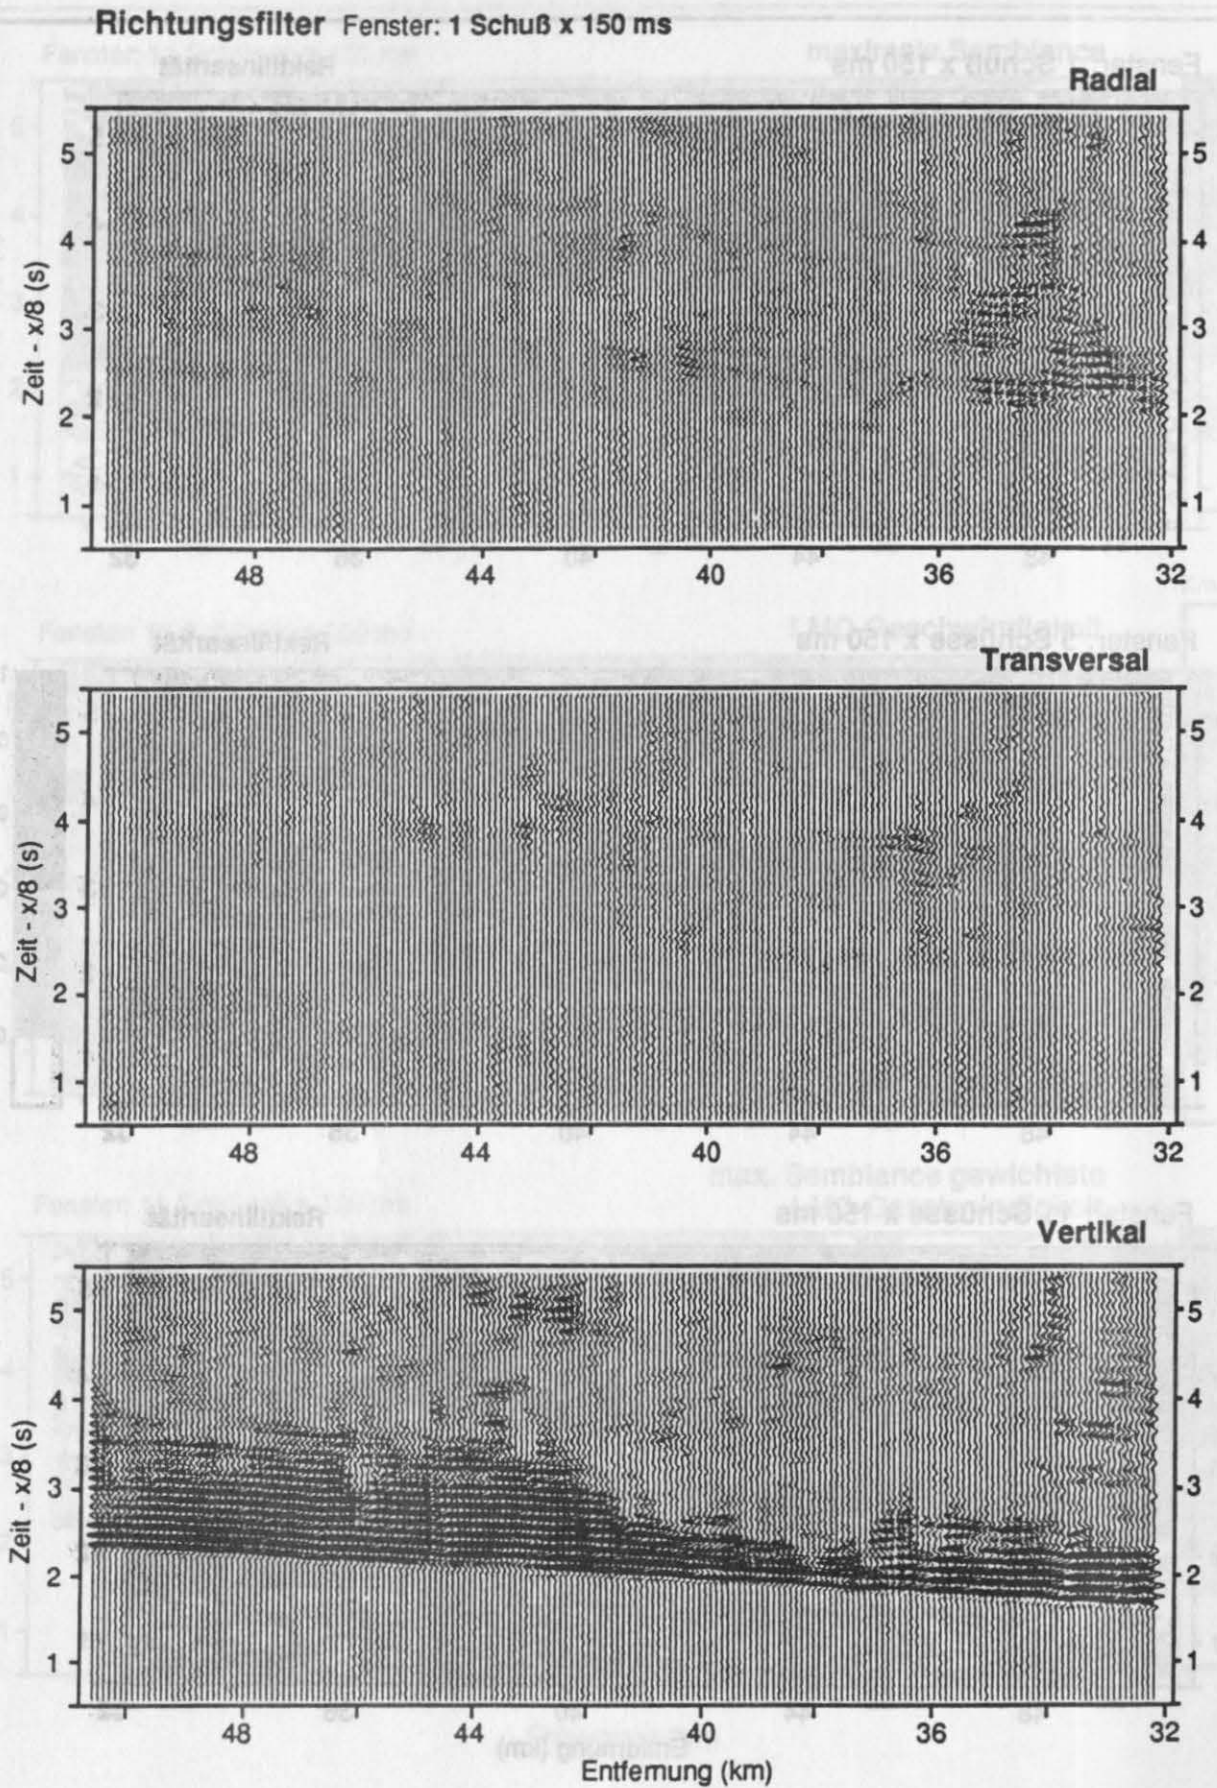 Richtungsfilter Fenster: 1 Schuß x 150 ms
Radial
5 5
4 4
3 3
2 2
1 1
Zeit - x/8 (s)
48 44 40 36 32
Transversal
5 5
4 4
3 3
2 2
1 1
Zeit - x/8 (s)
48 44 40 36 32
max. Semblance gewichtete
Vertikal
5 5
4 4
3 3
2 2
1 1
Zeit - x/8 (s)
48 44 40 36 32
Entfernung (km)